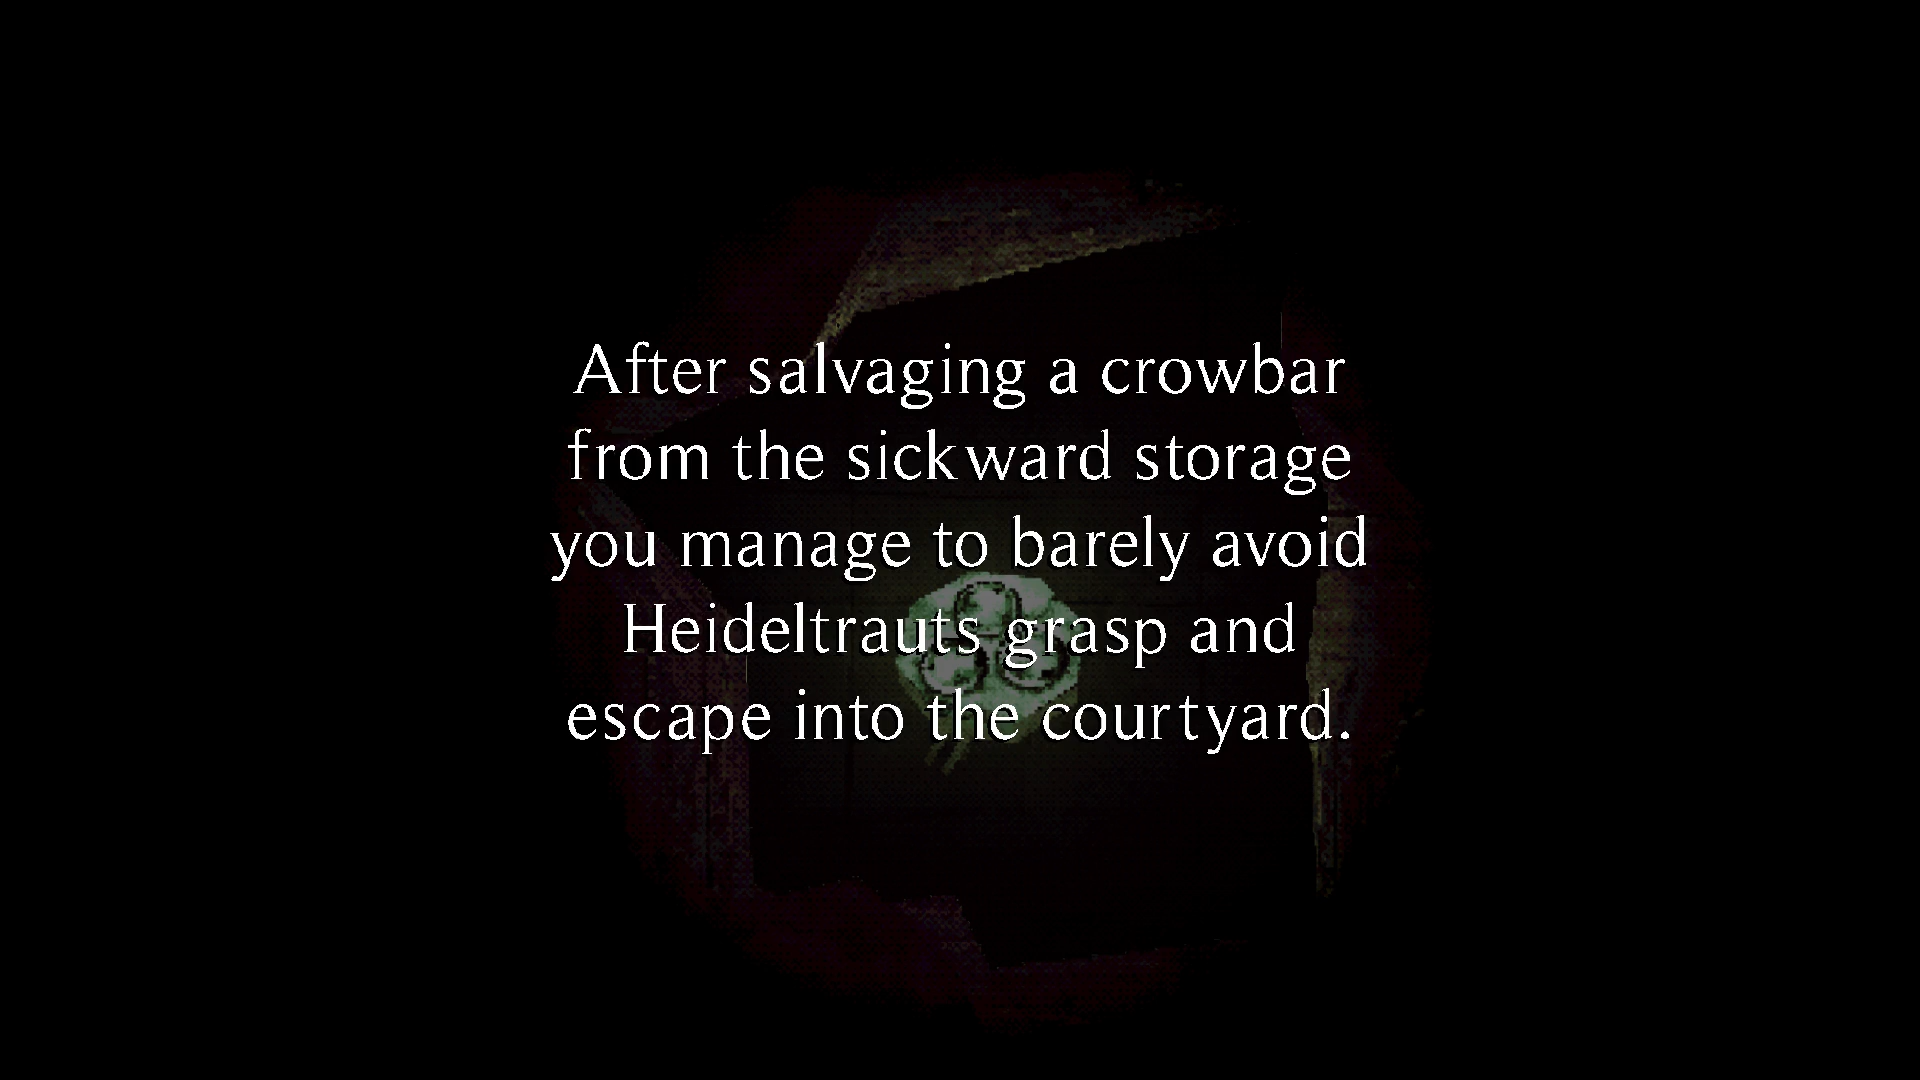 After salvaging a crowbar
from the sickward storage
you manage to barely avoid
Heideltrauts grasp and
escape into the courtyard.